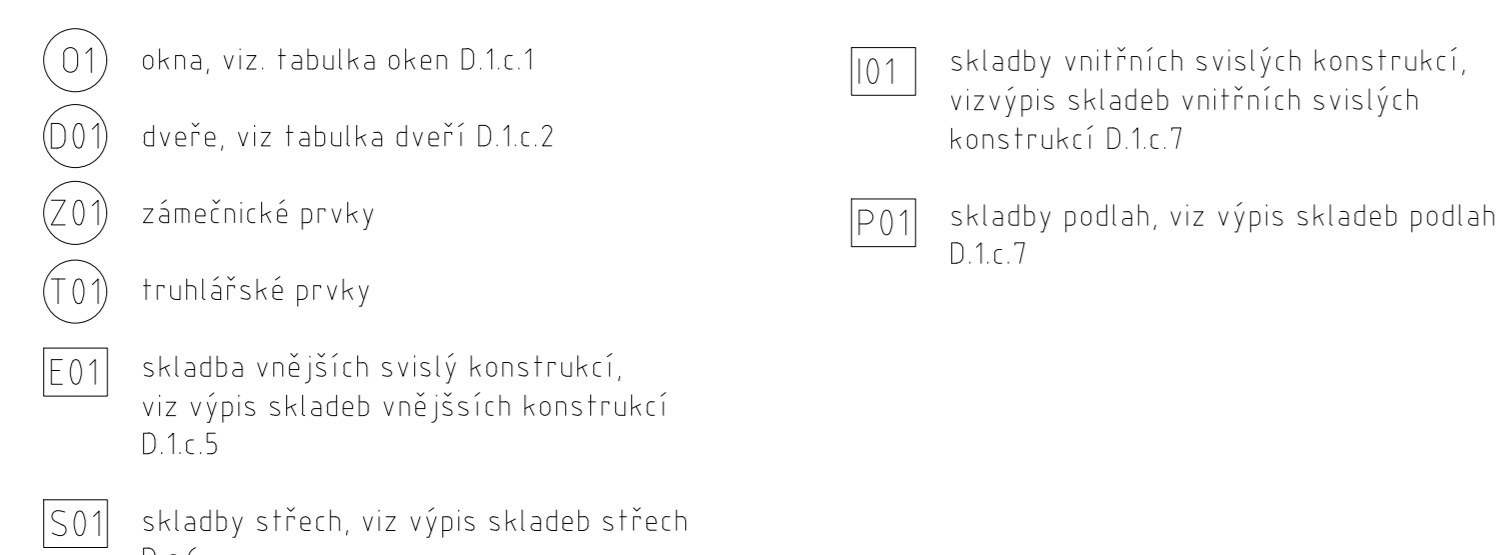 O1 okna, viz. tabulka oken D.1.c.1
D01 dveře, viz tabulka dveří D.1.c.2
Z01 zámečnické prvky
T01 truhlářské prvky
E01 skladba vnějších svislý konstrukcí,
viz výpis skladeb vnějšsích konstrukcí
D.1.c.5
S01 skladby střech, viz výpis skladeb střech
I01 skladby vnitřních svislých konstrukcí,
vizvýpis skladeb vnitřních svislých
konstrukcí D.1.c.7
P01 skladby podlah, viz výpis skladeb podlah
D.1.c.7